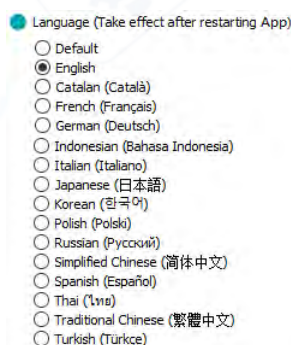 Language (Take effect after restarting App)
Default
English
Catalan (Català)
French (Français)
German (Deutsch)
Indonesian (Bahasa Indonesia)
Italian (Italiano)
Japanese (日本語)
Korean (한국어)
Polish (Polski)
Russian (Русский)
Simplified Chinese (简体中文)
Spanish (Español)
Thai (ไทย)
Traditional Chinese (繁體中文)
Turkish (Türkçe)